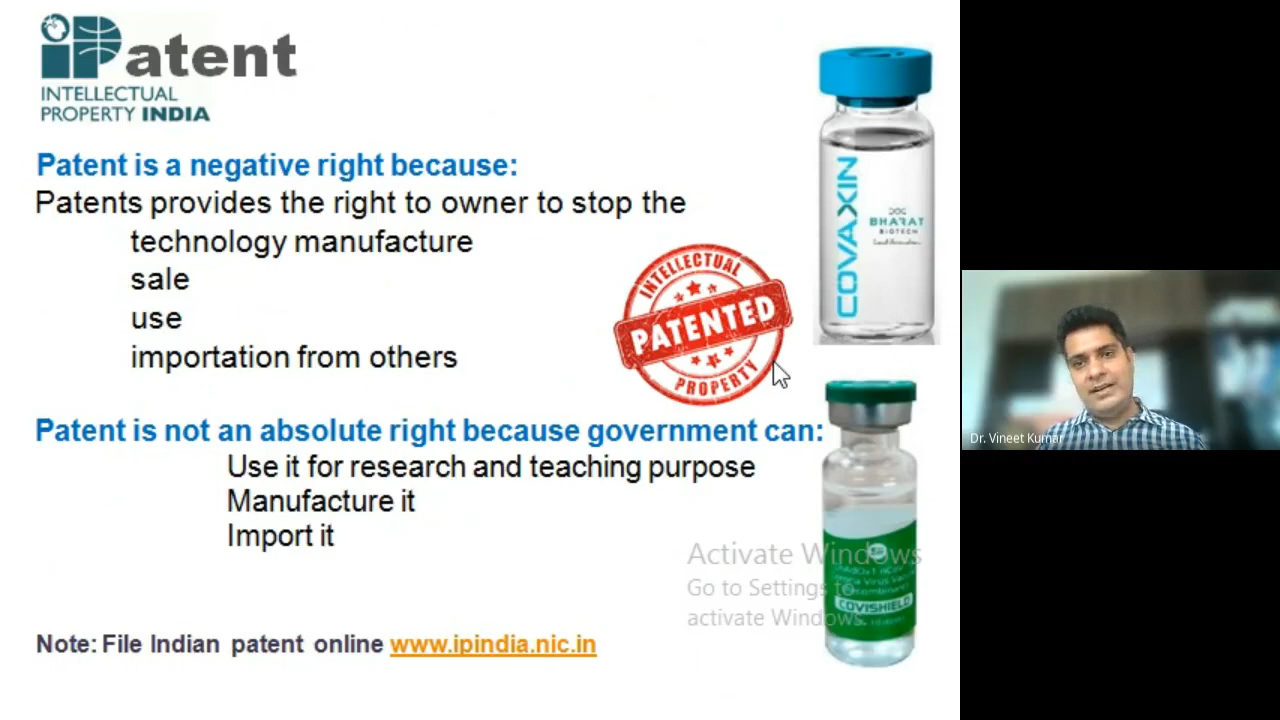 iPatent
INTELLECTUAL
PROPERTY INDIA
Patent is a negative right because:
Patents provides the right to owner to stop the
technology manufacture
sale
use
importation from others
INTELLECTUAL
PATENTED
PROPERTY
COVAXIN
BHARAT
BIOTECH
Patent is not an absolute right because government can:
Use it for research and teaching purpose
Manufacture it
Import it
Activate Windows
Go to Settings to
activate Windows.
COVISHIELD
Note: File Indian patent online www.ipindia.nic.in
Dr. Vineet Kumar